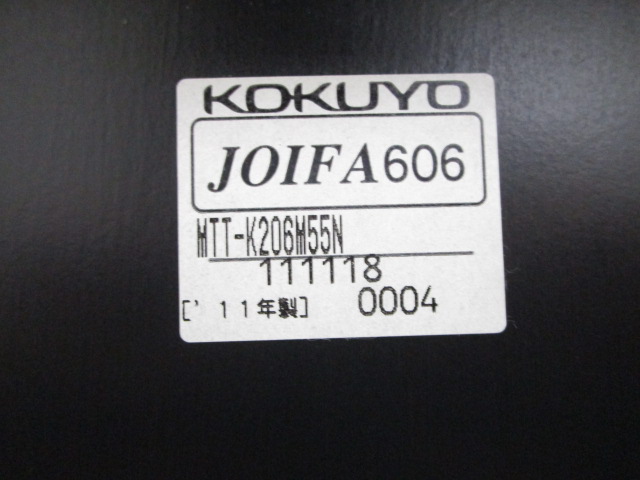 KOKUYO
JOIFA606
MTT-K206M55N
111118
['11年製] 0004